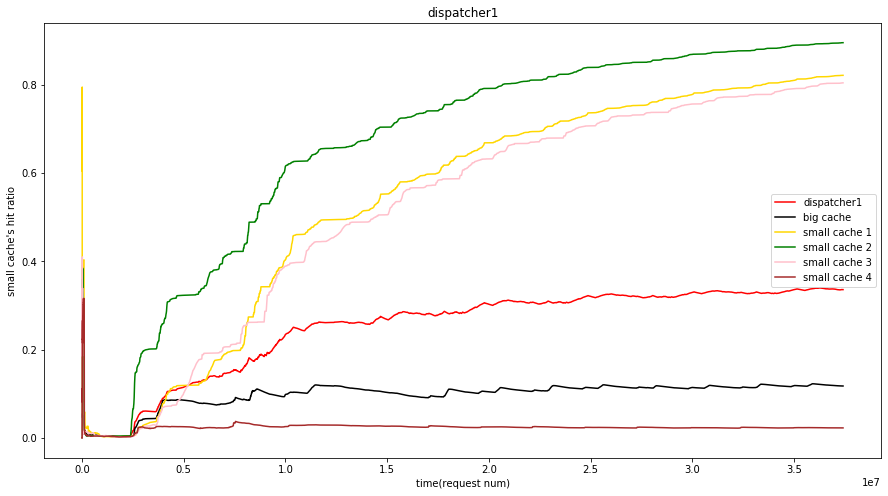 dispatcher1
small cache's hit ratio
0.8
0.6
0.4
0.2
0.0
dispatcher1
big cache
small cache 1
small cache 2
small cache 3
small cache 4
0.0 0.5 1.0 1.5 2.0 2.5 3.0 3.5
time(request num)
1e7